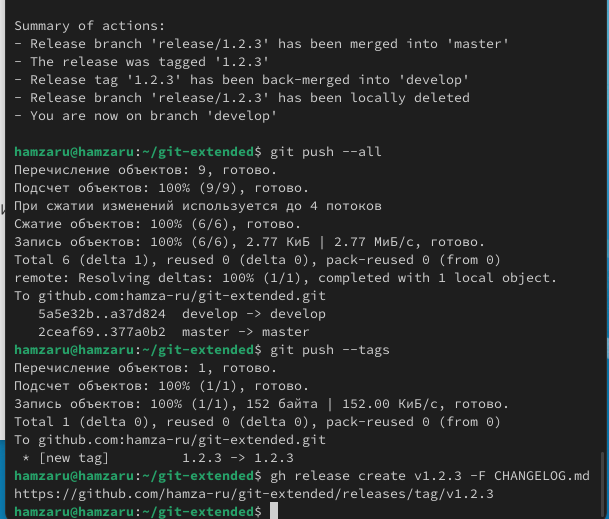 Summary of actions:
- Release branch 'release/1.2.3' has been merged into 'master'
- The release was tagged '1.2.3'
- Release tag '1.2.3' has been back-merged into 'develop'
- Release branch 'release/1.2.3' has been locally deleted
- You are now on branch 'develop'
hamzaru@hamzaru:~/git-extended$ git push --all
Перечисление объектов: 9, готово.
Подсчет объектов: 100% (9/9), готово.
При сжатии изменений используется до 4 потоков
Сжатие объектов: 100% (6/6), готово.
Запись объектов: 100% (6/6), 2.77 КиБ | 2.77 МиБ/с, готово.
Total 6 (delta 1), reused 0 (delta 0), pack-reused 0 (from 0)
remote: Resolving deltas: 100% (1/1), completed with 1 local object.
To github.com:hamza-ru/git-extended.git
   5a5e32b..a37d824  develop -> develop
   2ceaf69..377a0b2  master -> master
hamzaru@hamzaru:~/git-extended$ git push --tags
Перечисление объектов: 1, готово.
Подсчет объектов: 100% (1/1), готово.
Запись объектов: 100% (1/1), 152 байта | 152.00 КиБ/с, готово.
Total 1 (delta 0), reused 0 (delta 0), pack-reused 0 (from 0)
To github.com:hamza-ru/git-extended.git
 * [new tag]         1.2.3 -> 1.2.3
hamzaru@hamzaru:~/git-extended$ gh release create v1.2.3 -F CHANGELOG.md
https://github.com/hamza-ru/git-extended/releases/tag/v1.2.3
hamzaru@hamzaru:~/git-extended$